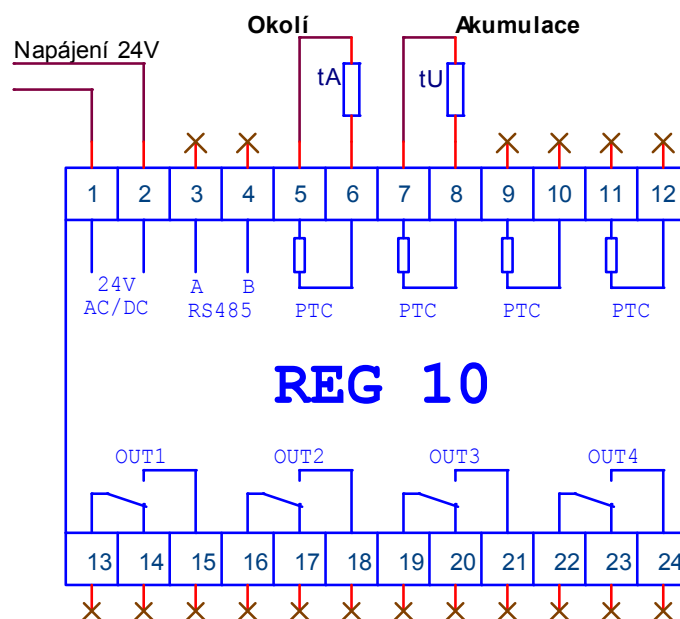 Okolí Akumulace
Napájení 24V
tA tU
1 2 3 4 5 6 7 8 9 10 11 12
24V A B
AC/DC RS485 PTC PTC PTC PTC
REG 10
OUT1 OUT2 OUT3 OUT4
13 14 15 16 17 18 19 20 21 22 23 24